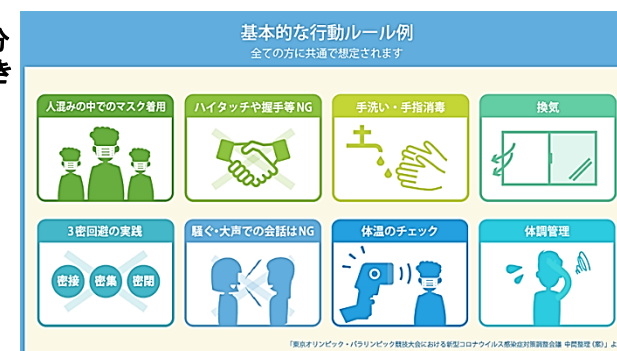 分
き
基本的な行動ルール例
全ての方に共通で想定されます
人混みの中でのマスク着用
ハイタッチや握手等NG
手洗い・手指消毒
換気
3密回避の実践
騒ぐ・大声での会話はNG
体温のチェック
体調管理
密接 密集 密閉
「東京オリンピック・パラリンピック競技大会における新型コロナウイルス感染症対策調整会議 中間整理(案)」よ